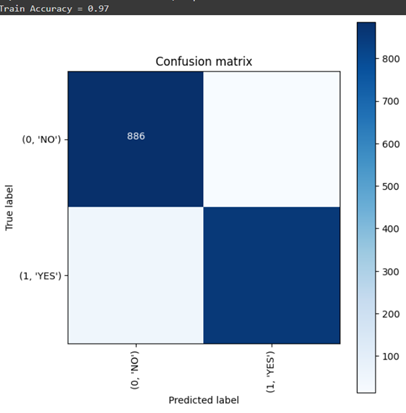 Train Accuracy = 0.97
Confusion matrix
800
700
(0, 'NO')
886
600
500
True label
400
300
(1, 'YES')
200
100
(0, 'NO')
(1, 'YES')
Predicted label